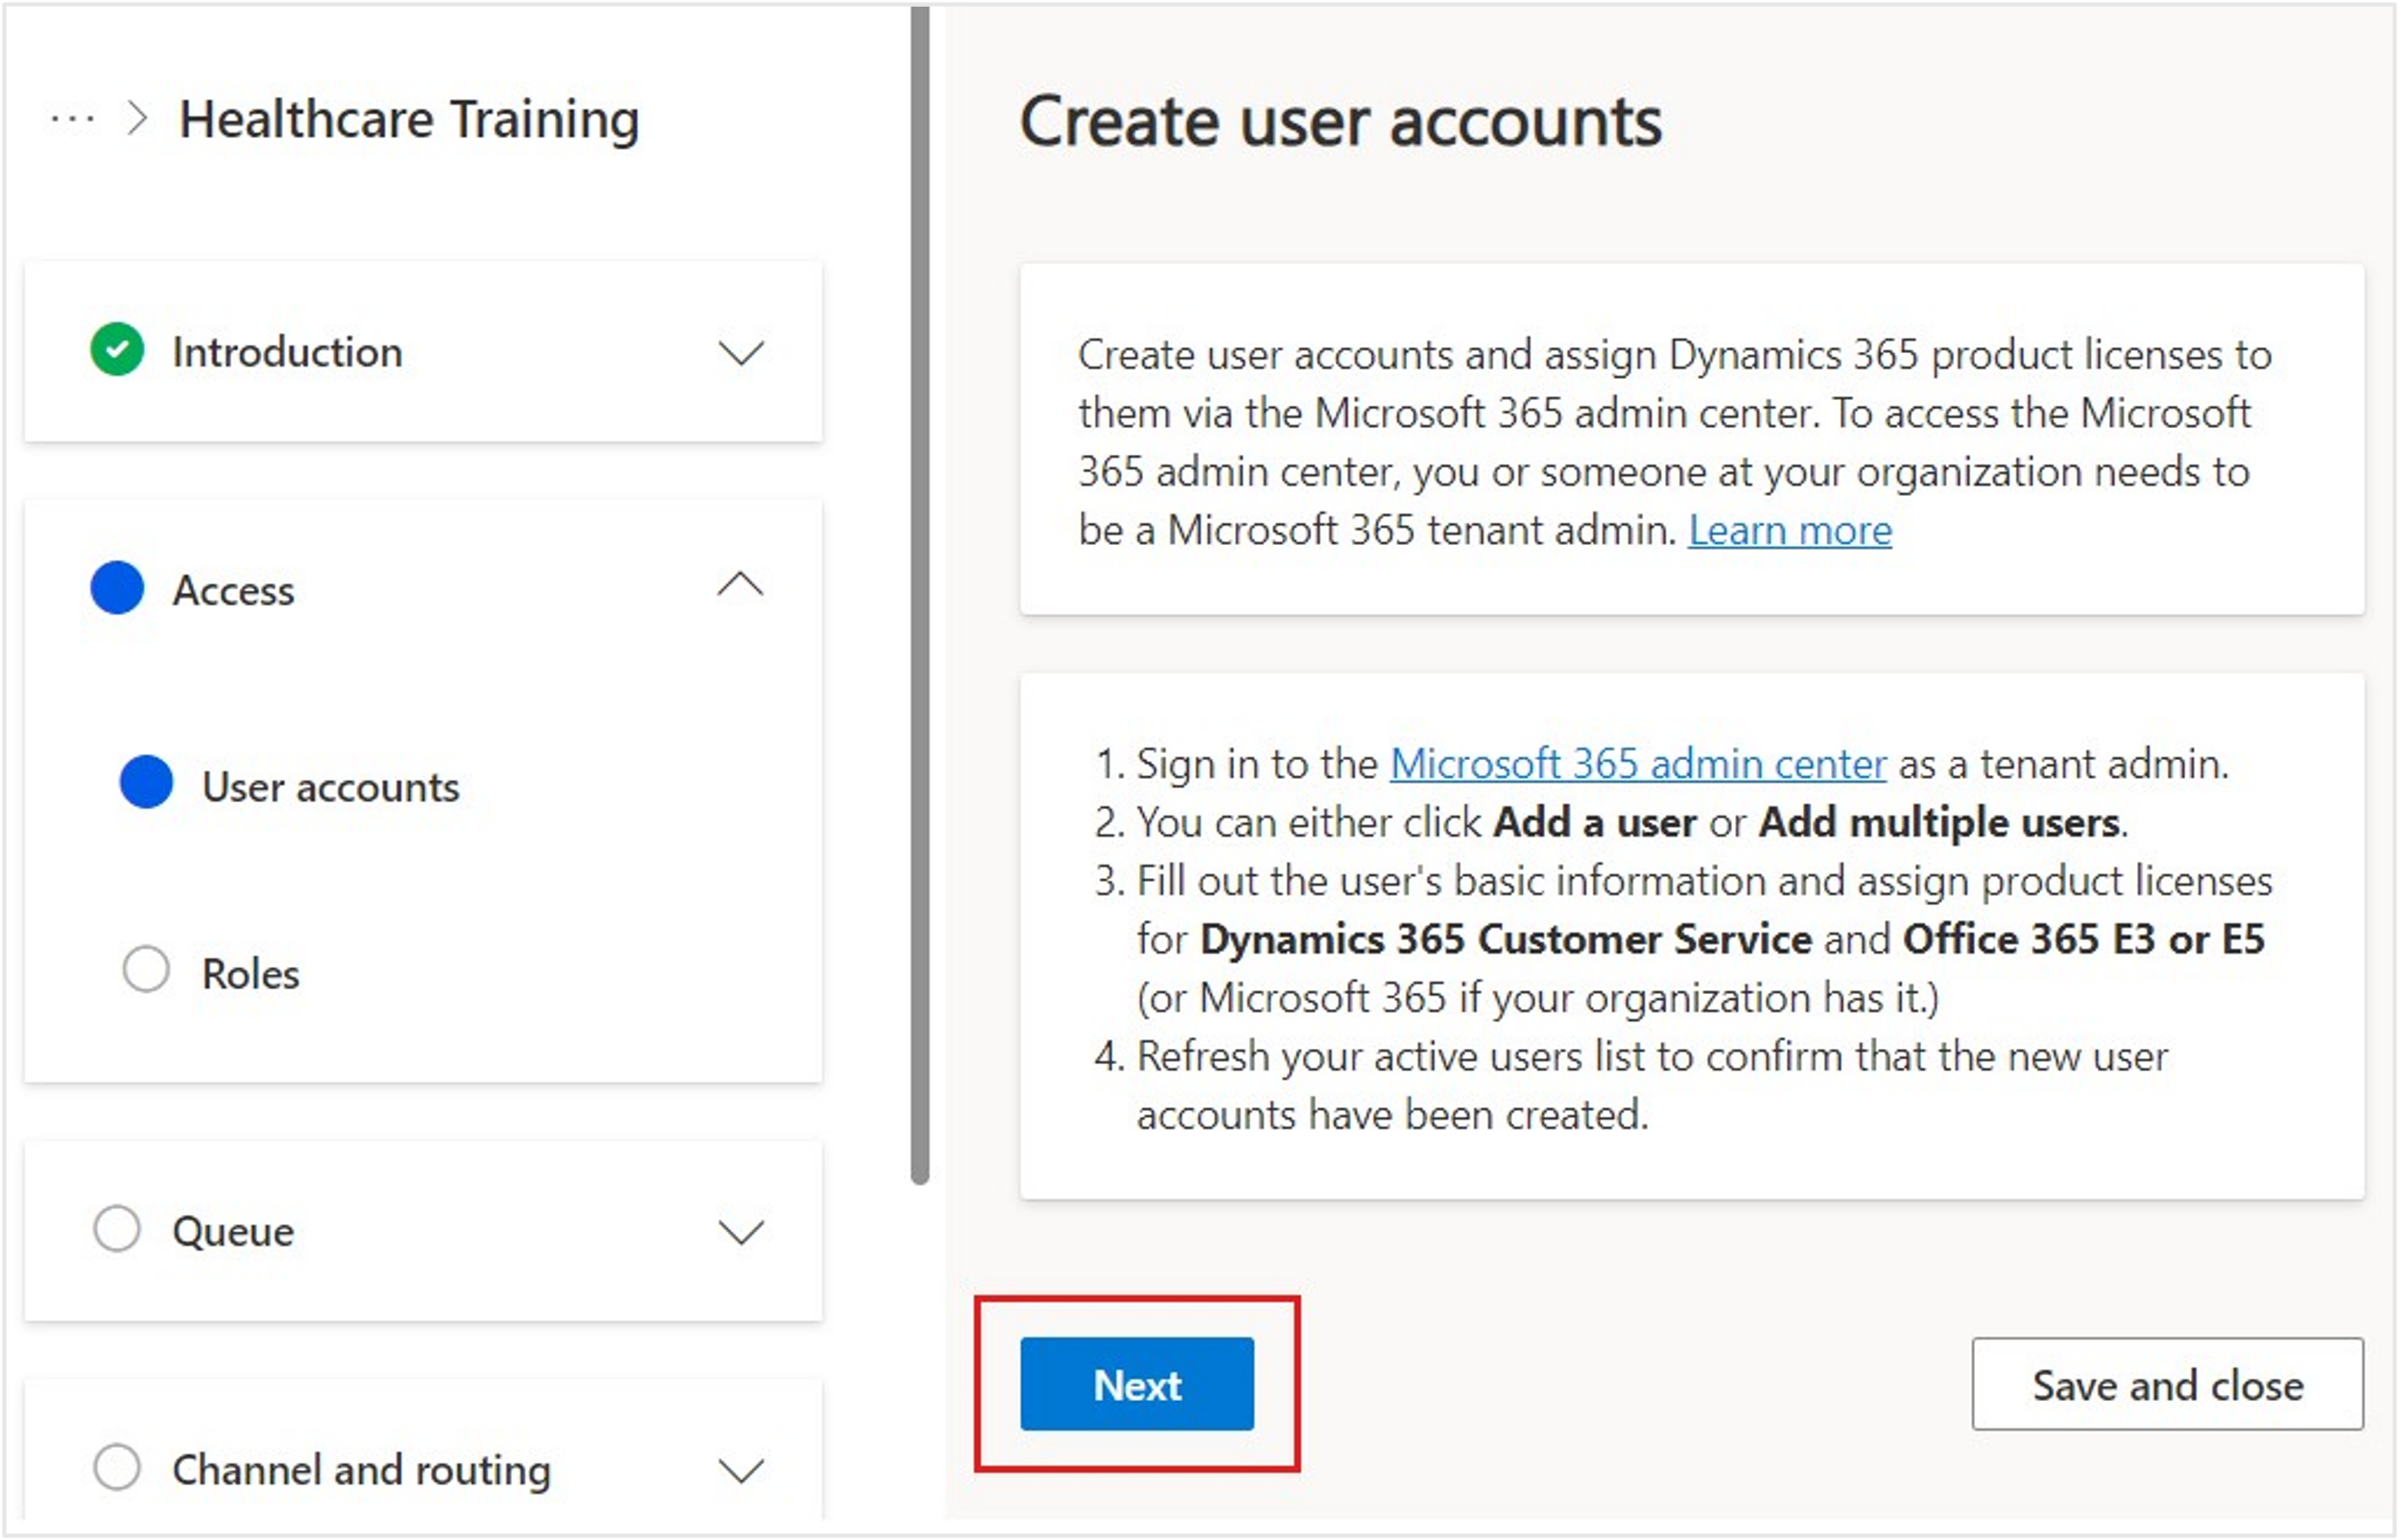 ... > Healthcare Training
Introduction
Access
User accounts
Roles
Queue
Channel and routing
Create user accounts
Create user accounts and assign Dynamics 365 product licenses to
them via the Microsoft 365 admin center. To access the Microsoft
365 admin center, you or someone at your organization needs to
be a Microsoft 365 tenant admin. Learn more
1. Sign in to the Microsoft 365 admin center as a tenant admin.
2. You can either click Add a user or Add multiple users.
3. Fill out the user's basic information and assign product licenses
for Dynamics 365 Customer Service and Office 365 E3 or E5
(or Microsoft 365 if your organization has it.)
4. Refresh your active users list to confirm that the new user
accounts have been created.
Next
Save and close